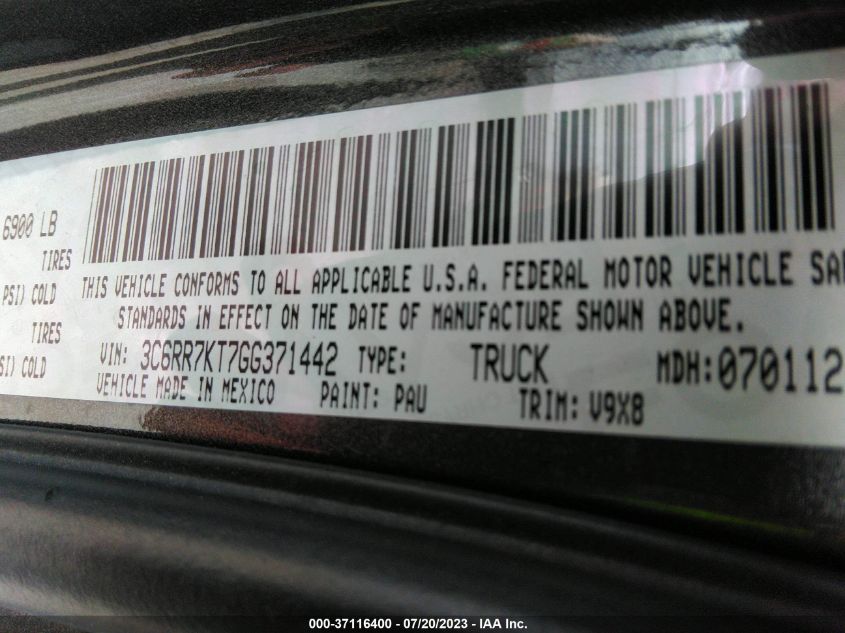 6900 LB
TIRES
PSI) COLD
TIRES
SI) COLD
THIS VEHICLE CONFORMS TO ALL APPLICABLE U.S.A. FEDERAL MOTOR VEHICLE SA
STANDARDS IN EFFECT ON THE DATE OF MANUFACTURE SHOWN ABOVE.
VIN: 3C6RR7KT7GG371442 TYPE: TRUCK MDH: 070112
VEHICLE MADE IN MEXICO PAINT: PAU TRIM: V9X8
000-37116400 - 07/20/2023 - IAA Inc.